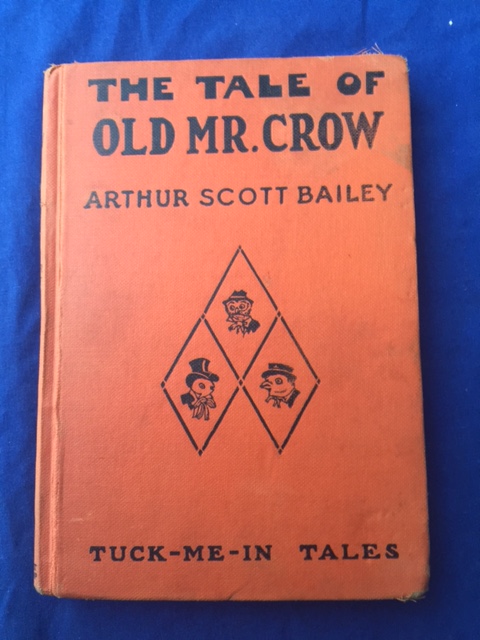 THE TALE OF
OLD MR. CROW
ARTHUR SCOTT BAILEY
TUCK-ME-IN TALES